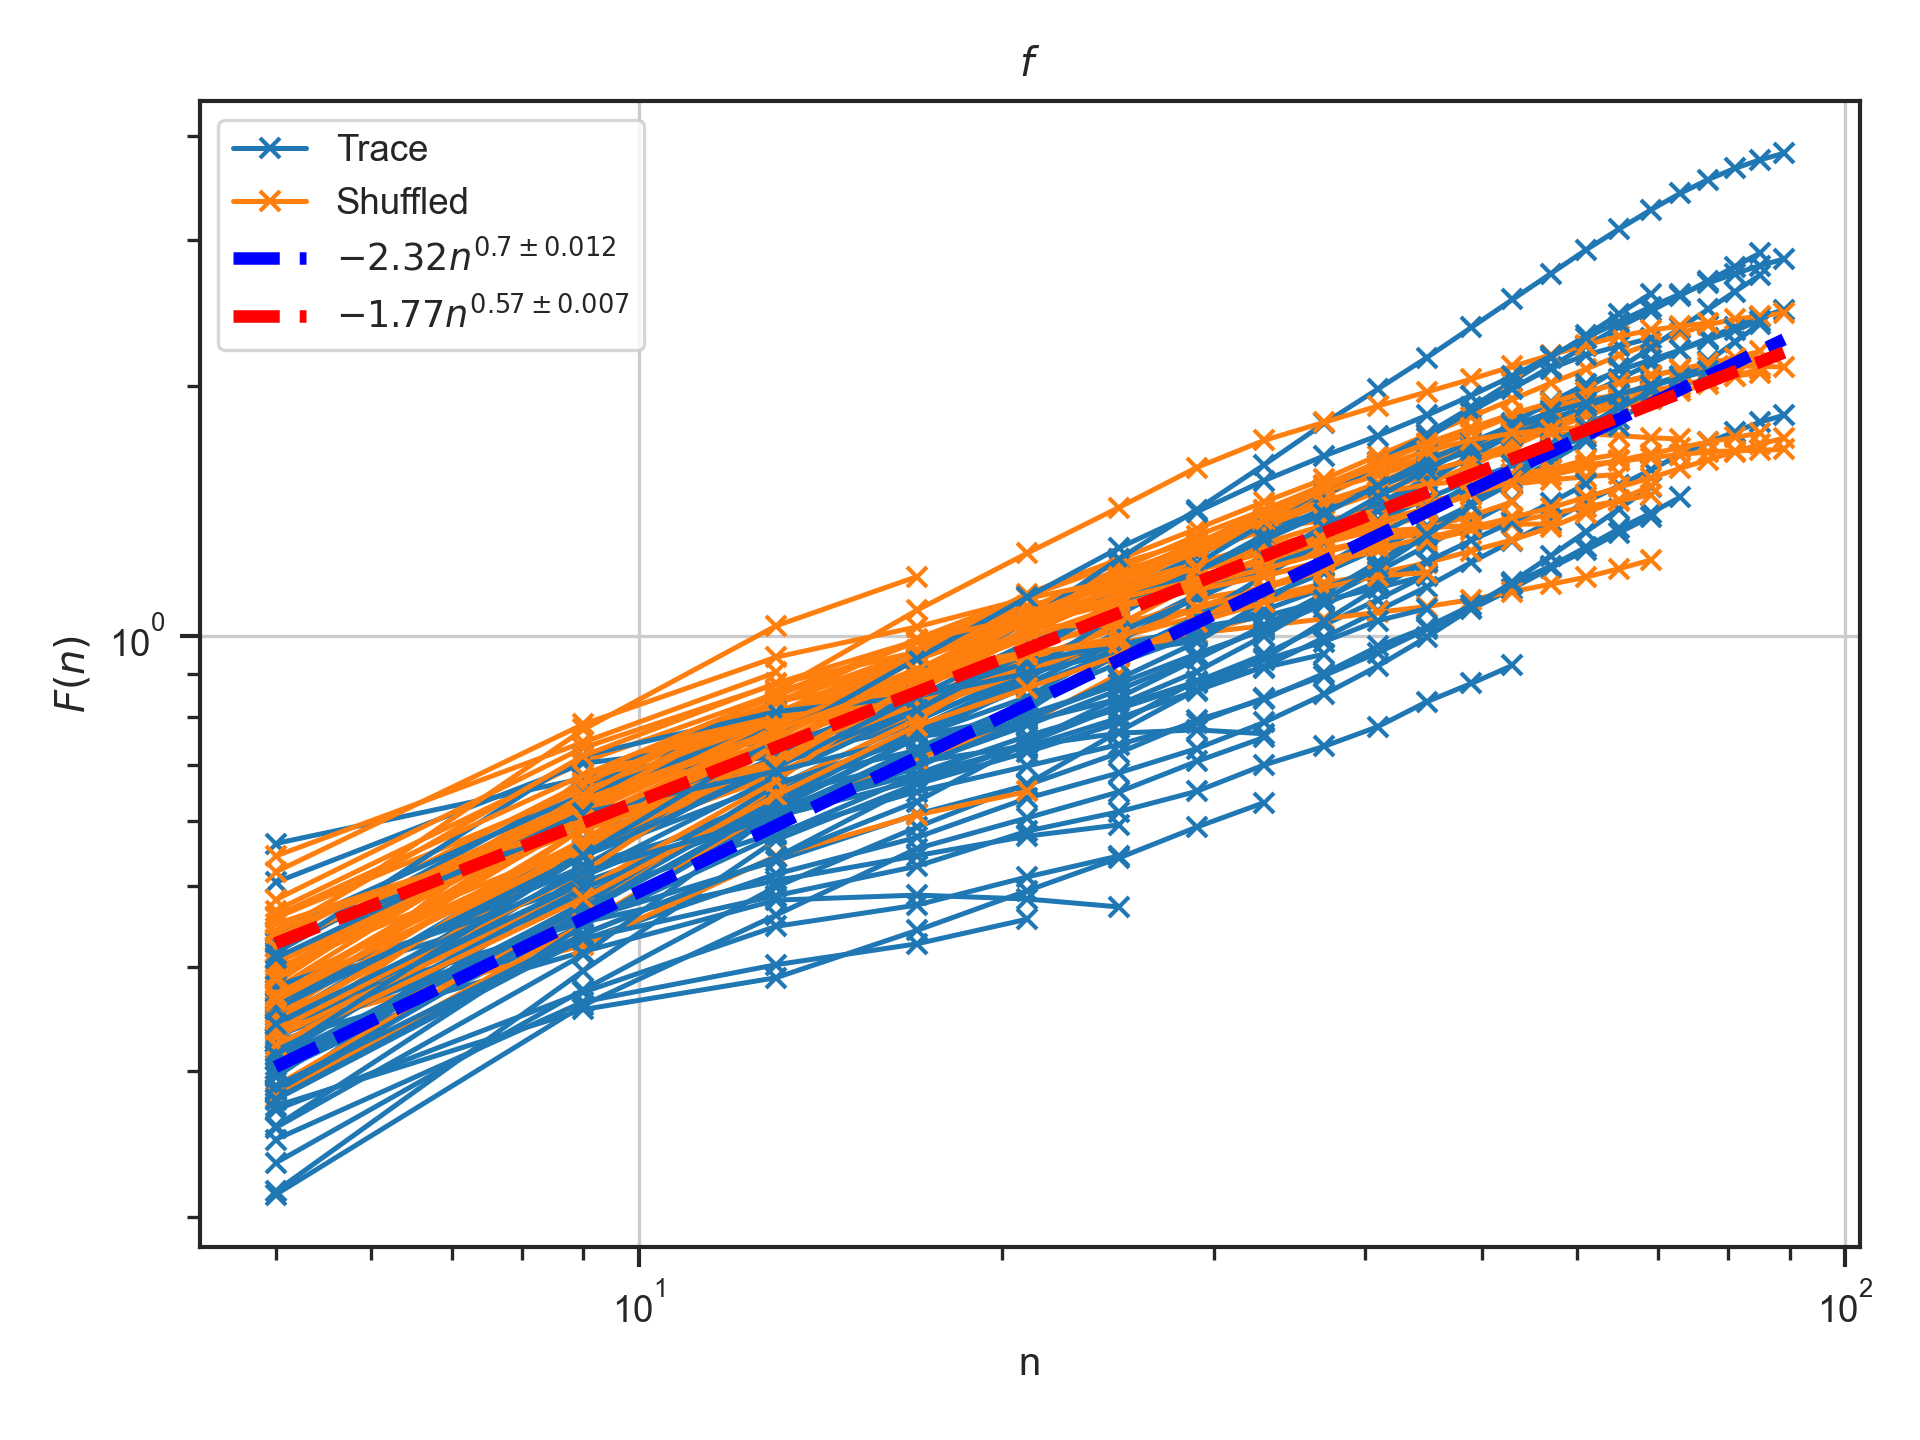 f
Trace
Shuffled
−2.32n^{0.7±0.012}
−1.77n^{0.57±0.007}
F(n)
10^0
10^1
10^2
n